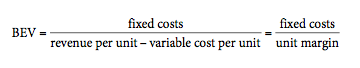 BEV = fixed costs / revenue per unit – variable cost per unit = fixed costs / unit margin